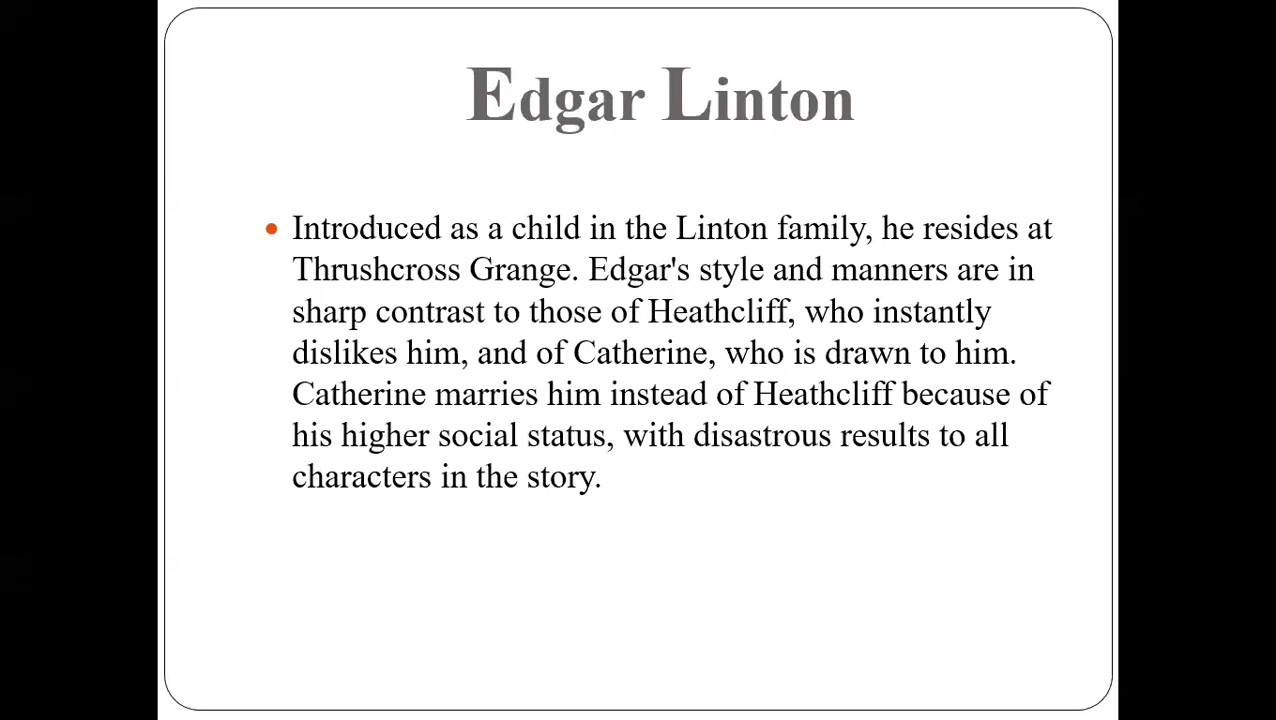 Edgar Linton
Introduced as a child in the Linton family, he resides at
Thrushcross Grange. Edgar's style and manners are in
sharp contrast to those of Heathcliff, who instantly
dislikes him, and of Catherine, who is drawn to him.
Catherine marries him instead of Heathcliff because of
his higher social status, with disastrous results to all
characters in the story.